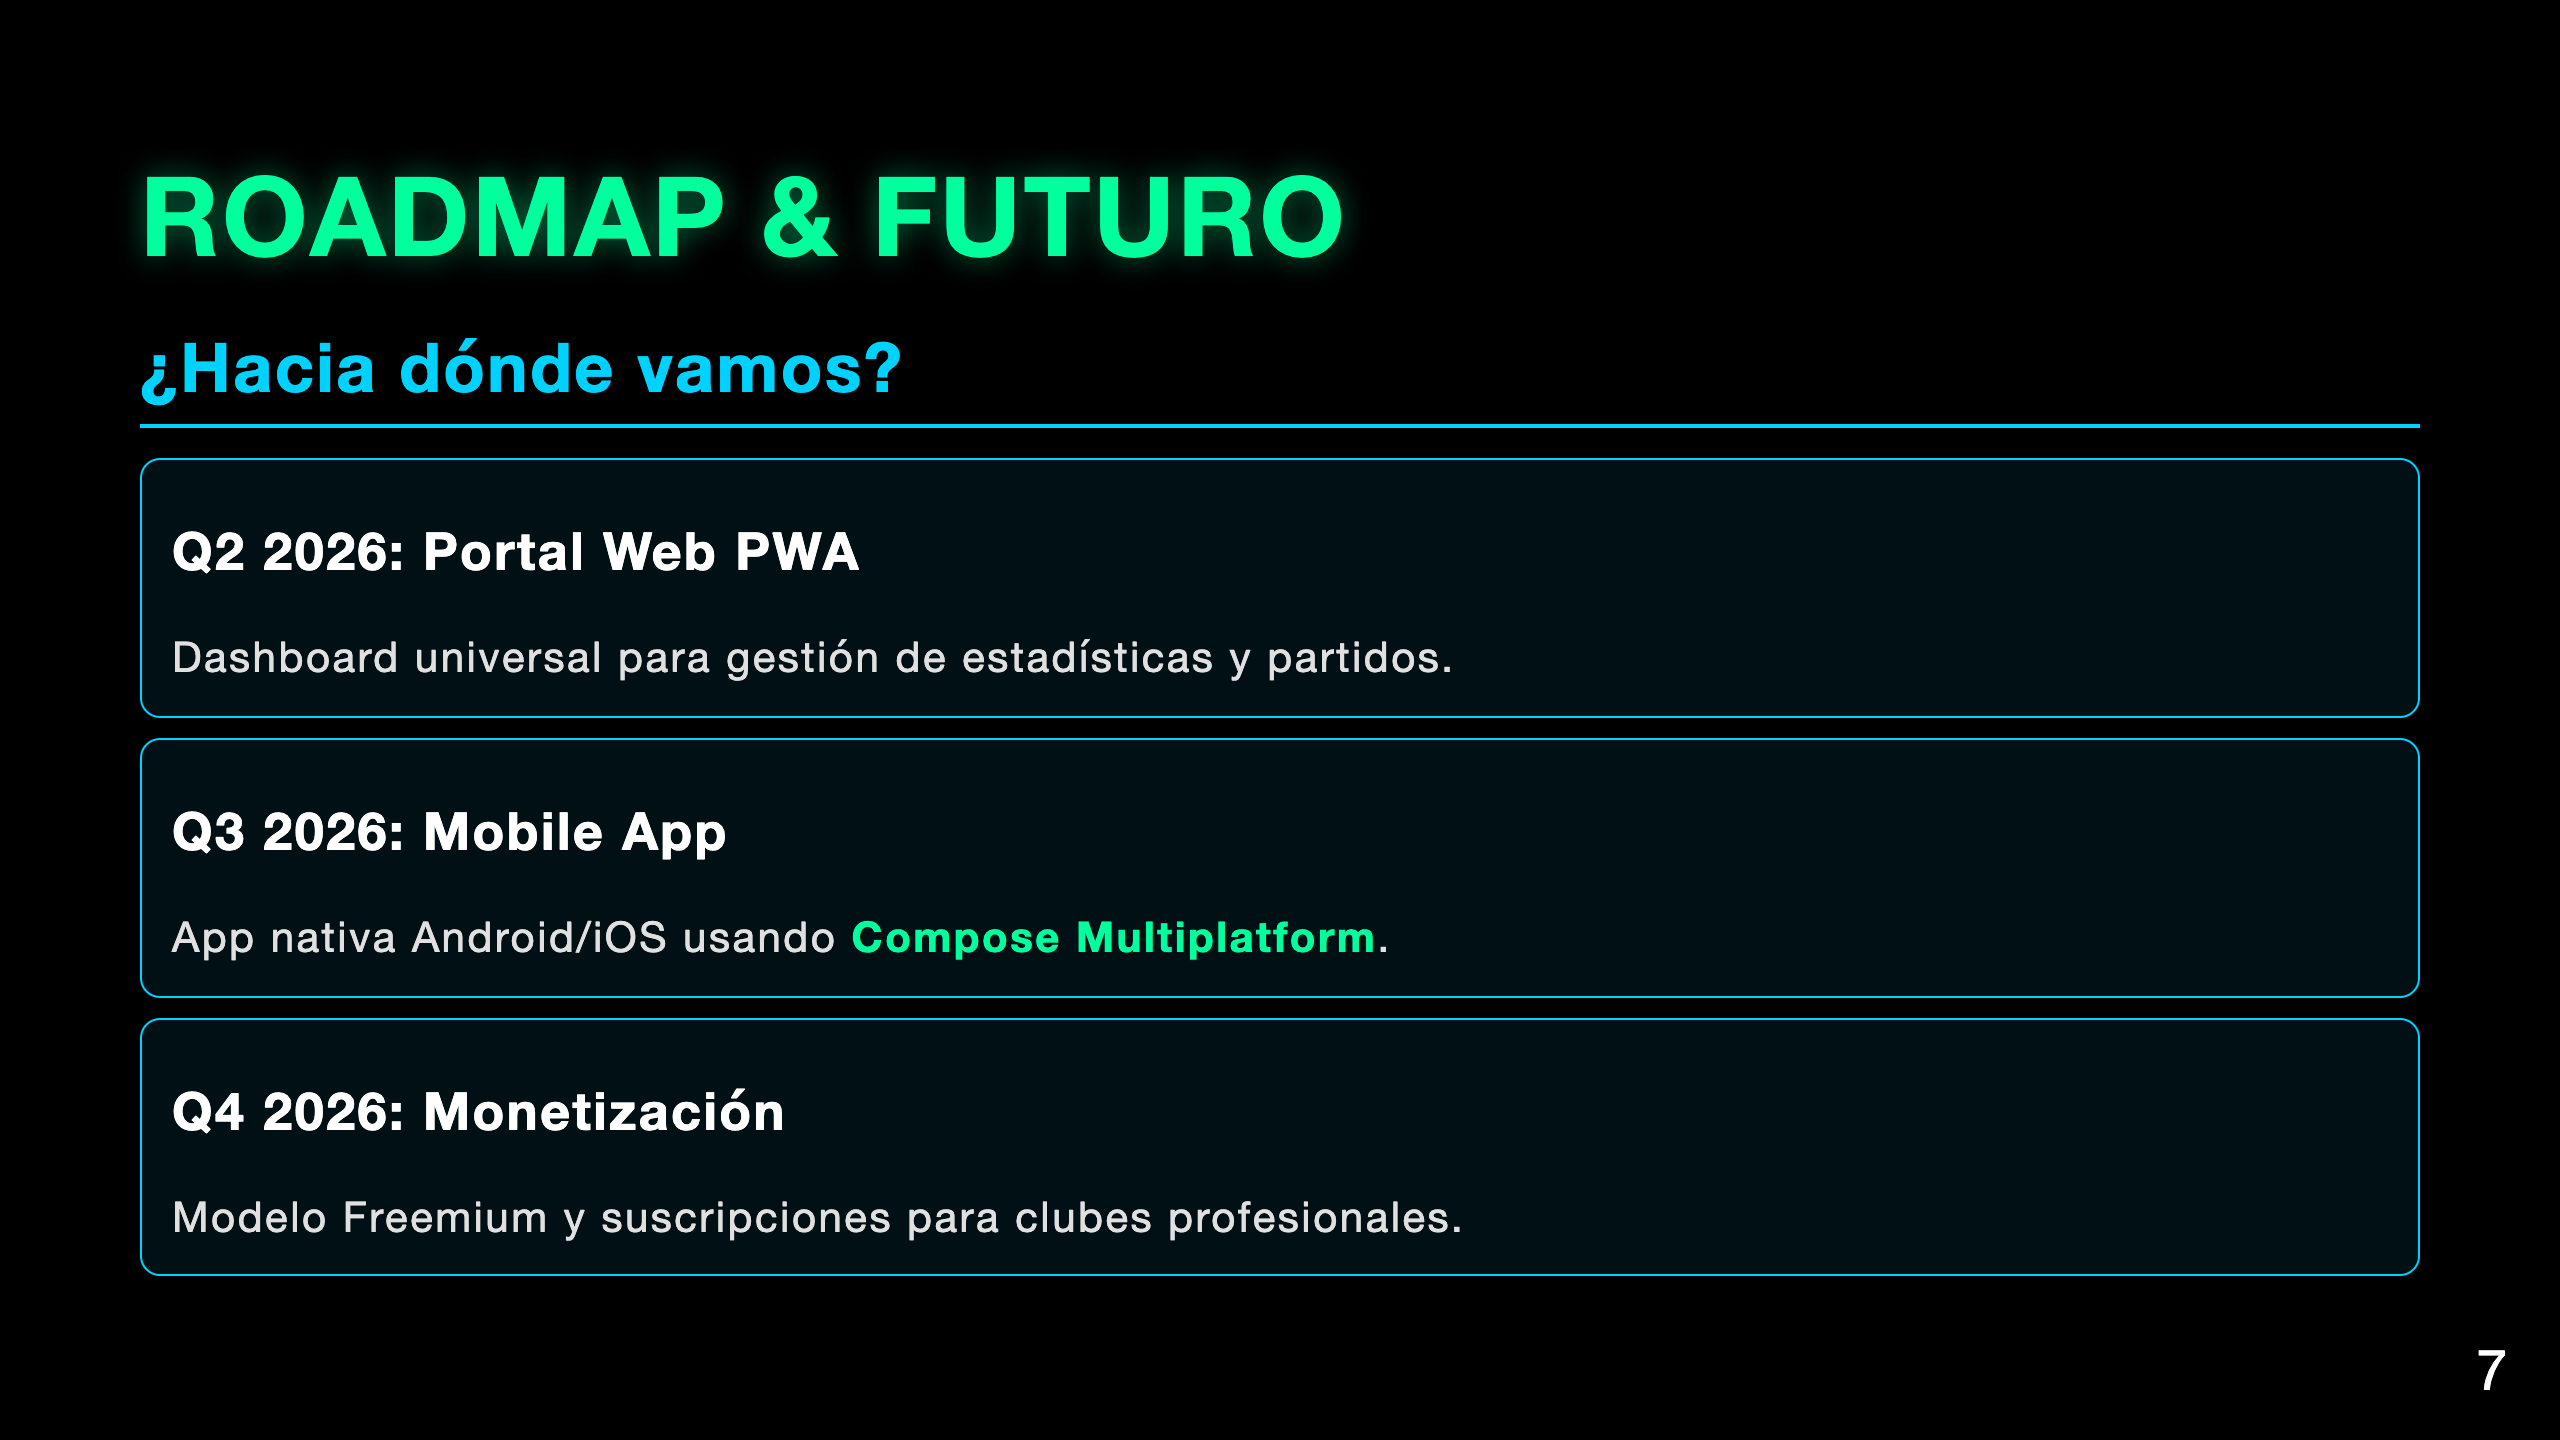 ROADMAP & FUTURO
¿Hacia dónde vamos?
Q2 2026: Portal Web PWA
Dashboard universal para gestión de estadísticas y partidos.
Q3 2026: Mobile App
App nativa Android/iOS usando Compose Multiplatform.
Q4 2026: Monetización
Modelo Freemium y suscripciones para clubes profesionales.
7